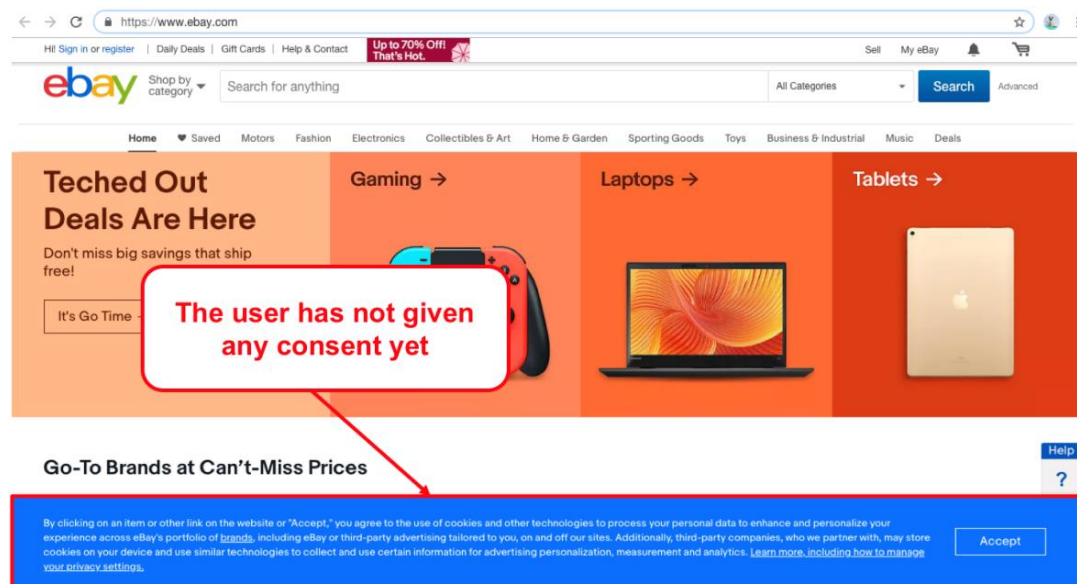 https://www.ebay.com
Hi! Sign in or register | Daily Deals | Gift Cards | Help & Contact
Up to 70% Off!
That's Hot.
Sell My eBay
ebay
Shop by
category
Search for anything
All Categories
Search
Advanced
Home Saved Motors Fashion Electronics Collectibles & Art Home & Garden Sporting Goods Toys Business & Industrial Music Deals
Teched Out
Deals Are Here
Don't miss big savings that ship
free!
It's Go Time
Gaming →
Laptops →
Tablets →
The user has not given
any consent yet
Go-To Brands at Can't-Miss Prices
Help
?
By clicking on an item or other link on the website or "Accept," you agree to the use of cookies and other technologies to process your personal data to enhance and personalize your
experience across eBay's portfolio of brands, including eBay or third-party advertising tailored to you, on and off our sites. Additionally, third-party companies, who we partner with, may store
cookies on your device and use similar technologies to collect and use certain information for advertising personalization, measurement and analytics. Learn more, including how to manage
your privacy settings.
Accept